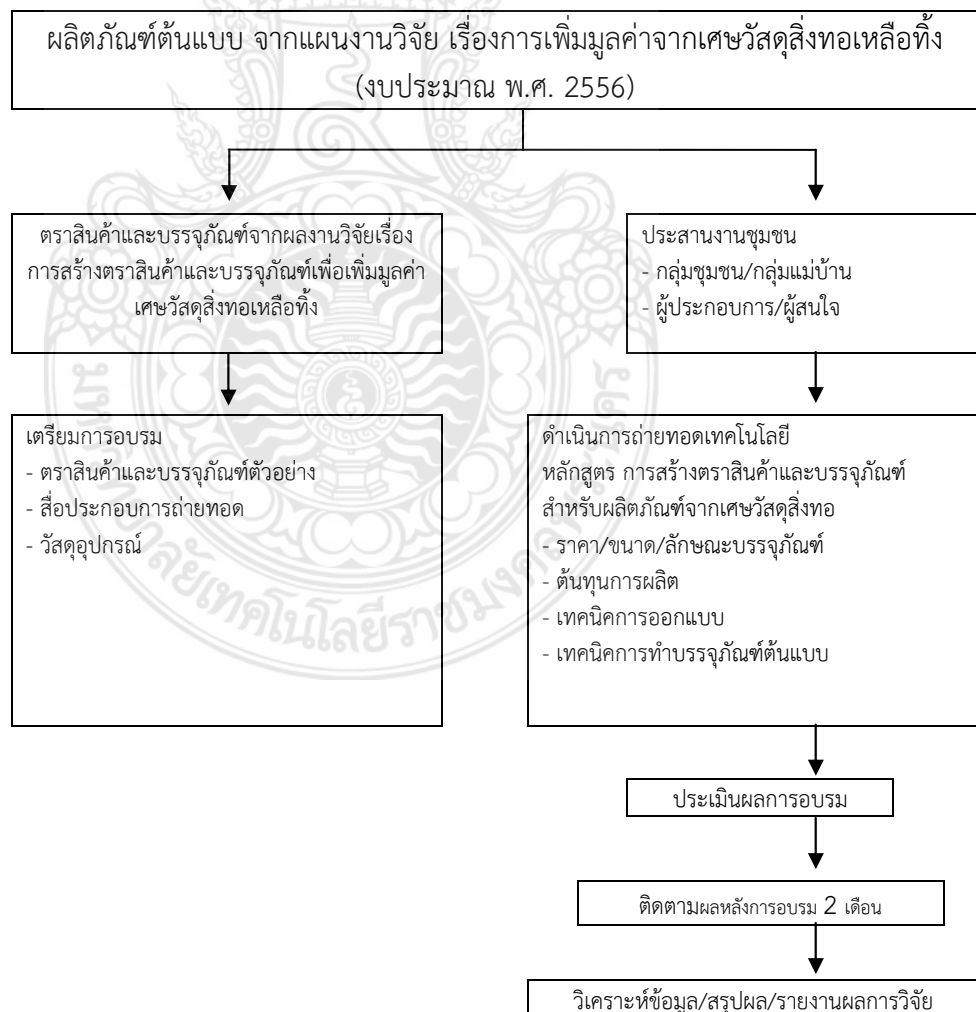 ผลิตภัณฑ์ต้นแบบ จากแผนงานวิจัย เรื่องการเพิ่มมูลค่าจากเศษวัสดุสิ่งทอเหลือทิ้ง
(งบประมาณ พ.ศ. 2556)
ตราสินค้าและบรรจุภัณฑ์จากผลงานวิจัยเรื่อง
การสร้างตราสินค้าและบรรจุภัณฑ์เพื่อเพิ่มมูลค่า
เศษวัสดุสิ่งทอเหลือทิ้ง
ประสานงานชุมชน
- กลุ่มชุมชน/กลุ่มแม่บ้าน
- ผู้ประกอบการ/ผู้สนใจ
เตรียมการอบรม
- ตราสินค้าและบรรจุภัณฑ์ตัวอย่าง
- สื่อประกอบการถ่ายทอด
- วัสดุอุปกรณ์
ดำเนินการถ่ายทอดเทคโนโลยี
หลักสูตร การสร้างตราสินค้าและบรรจุภัณฑ์
สำหรับผลิตภัณฑ์จากเศษวัสดุสิ่งทอ
- ราคา/ขนาด/ลักษณะบรรจุภัณฑ์
- ต้นทุนการผลิต
- เทคนิคการออกแบบ
- เทคนิคการทำบรรจุภัณฑ์ต้นแบบ
ประเมินผลการอบรม
ติดตามผลหลังการอบรม 2 เดือน
วิเคราะห์ข้อมูล/สรุปผล/รายงานผลการวิจัย